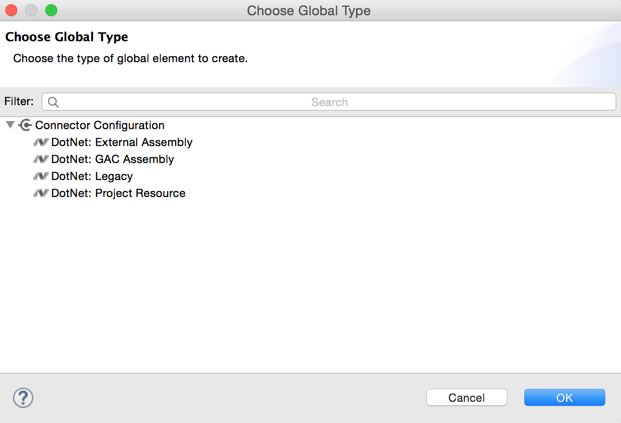 Choose Global Type
Choose Global Type
Choose the type of global element to create.
Filter: Search
Connector Configuration
DotNet: External Assembly
DotNet: GAC Assembly
DotNet: Legacy
DotNet: Project Resource
? Cancel OK